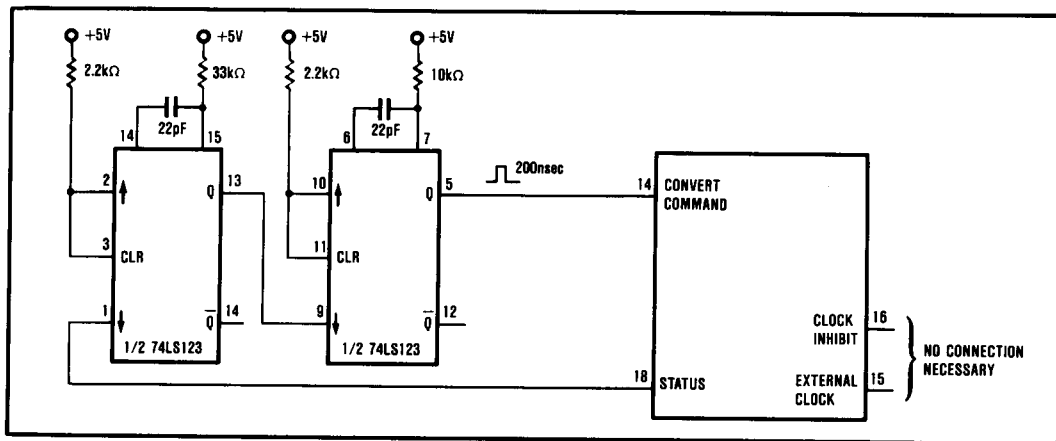 +5V
+5V
+5V
+5V
2.2kΩ
33kΩ
2.2kΩ
10kΩ
22pF
22pF
14
15
6
7
2
13
Q
3
CLR
1
14
Q̅
1/2 74LS123
10
5
Q
11
CLR
9
12
Q̅
1/2 74LS123
200nsec
14
CONVERT
COMMAND
CLOCK
INHIBIT
16
18
STATUS
EXTERNAL
CLOCK
15
NO CONNECTION
NECESSARY